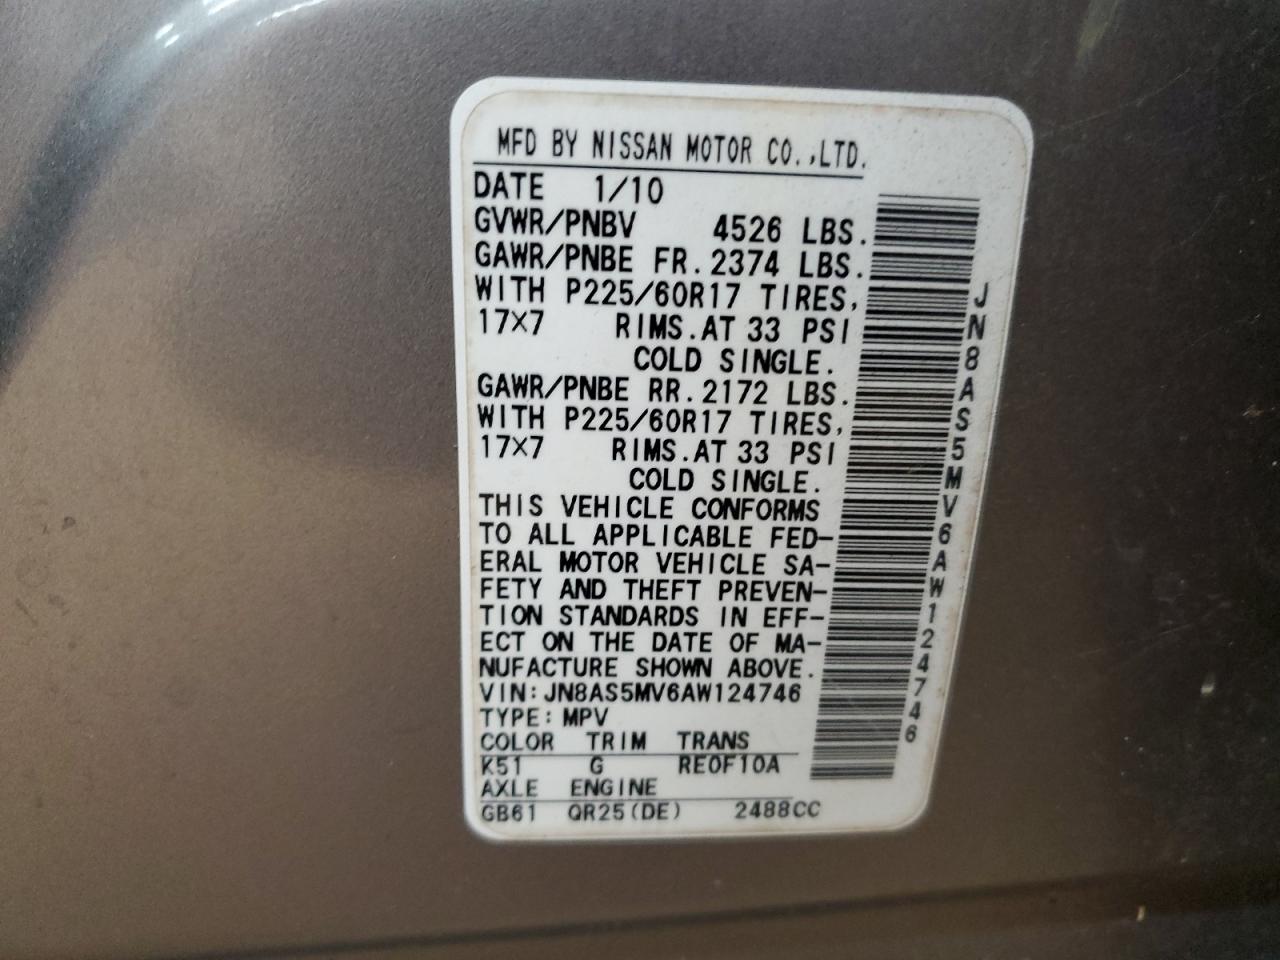 MFD BY NISSAN MOTOR CO.,LTD.
DATE 1/10
GVWR/PNBV 4526 LBS.
GAWR/PNBE FR.2374 LBS.
WITH P225/60R17 TIRES,
17×7 RIMS.AT 33 PSI
COLD SINGLE.
GAWR/PNBE RR.2172 LBS.
WITH P225/60R17 TIRES,
17×7 RIMS.AT 33 PSI
COLD SINGLE.
THIS VEHICLE CONFORMS
TO ALL APPLICABLE FED-
ERAL MOTOR VEHICLE SA-
FETY AND THEFT PREVEN-
TION STANDARDS IN EFF-
ECT ON THE DATE OF MA-
NUFACTURE SHOWN ABOVE.
VIN:JN8AS5MV6AW124746
TYPE:MPV
COLOR TRIM TRANS
K51 G RE0F10A
AXLE ENGINE
GB61 QR25(DE) 2488CC
JN8AS5MV6AW124746